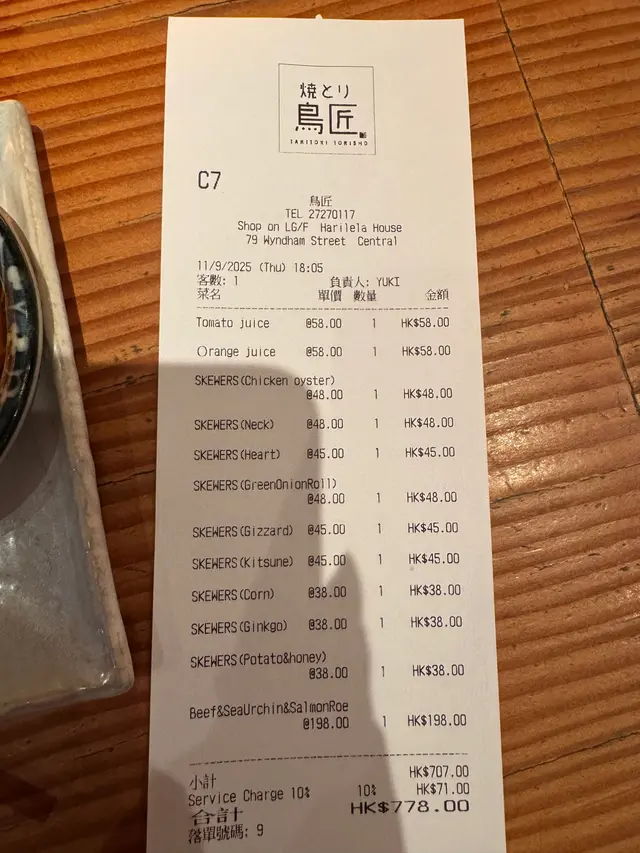 焼とり
鳥匠
YAKITORI TORISHO
C7
鳥匠
TEL 27270117
Shop on LG/F Harilela House
79 Wyndham Street Central
11/9/2025 (Thu) 18:05
客數: 1 負責人: YUKI
菜名 單價 數量 金額
Tomato juice @58.00 1 HK$58.00
Orange juice @58.00 1 HK$58.00
SKEWERS(Chicken oyster)
@48.00 1 HK$48.00
SKEWERS(Neck) @48.00 1 HK$48.00
SKEWERS(Heart) @45.00 1 HK$45.00
SKEWERS(GreenOnionRoll)
@48.00 1 HK$48.00
SKEWERS(Gizzard) @45.00 1 HK$45.00
SKEWERS(Kitsune) @45.00 1 HK$45.00
SKEWERS(Corn) @38.00 1 HK$38.00
SKEWERS(Ginkgo) @38.00 1 HK$38.00
SKEWERS(Potato&honey)
@38.00 1 HK$38.00
Beef&SeaUrchin&SalmonRoe
@198.00 1 HK$198.00
小計 HK$707.00
Service Charge 10% 10% HK$71.00
合計 HK$778.00
落單號碼: 9